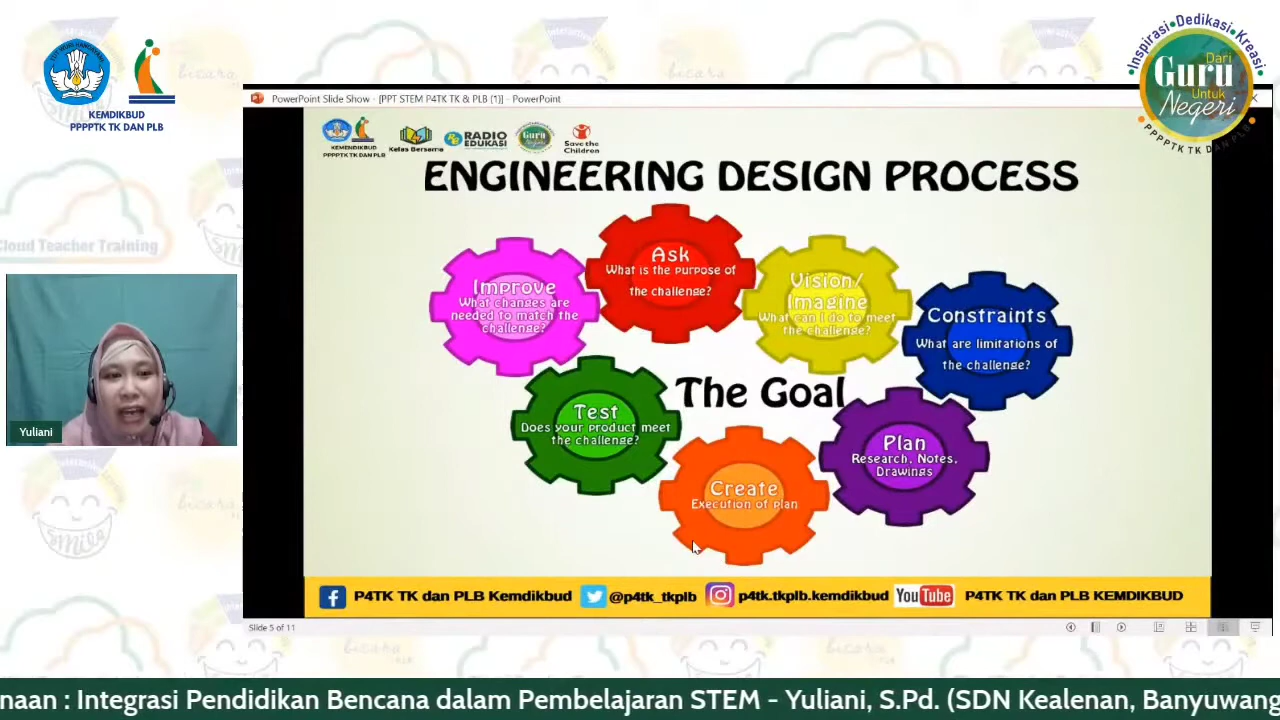 KEMDIKBUD
PPPPTK TK DAN PLB
Inspirasi•Dedikasi•Kreasi
Dari
Guru
Untuk
Negeri
PPPPTK TK DAN PLB
PowerPoint Slide Show - [PPT STEM P4TK TK & PLB (1)] - PowerPoint
KEMENDIKBUD
PPPPTK TK DAN PLB
Kelas Bersama
RADIO
EDUKASI
Guru
Save the
Children
ENGINEERING DESIGN PROCESS
Ask
What is the purpose of
the challenge?
Vision/
Imagine
What can I do to meet
the challenge?
Constraints
What are limitations of
the challenge?
Plan
Research, Notes,
Drawings
Create
Execution of plan
Test
Does your product meet
the challenge?
Improve
What changes are
needed to match the
challenge?
The Goal
P4TK TK dan PLB Kemdikbud
@p4tk_tkplb
p4tk.tkplb.kemdikbud
YouTube
P4TK TK dan PLB KEMDIKBUD
Slide 5 of 11
Cloud Teacher Training
Yuliani
smile
bicara
naan : Integrasi Pendidikan Bencana dalam Pembelajaran STEM - Yuliani, S.Pd. (SDN Kealenan, Banyuwang